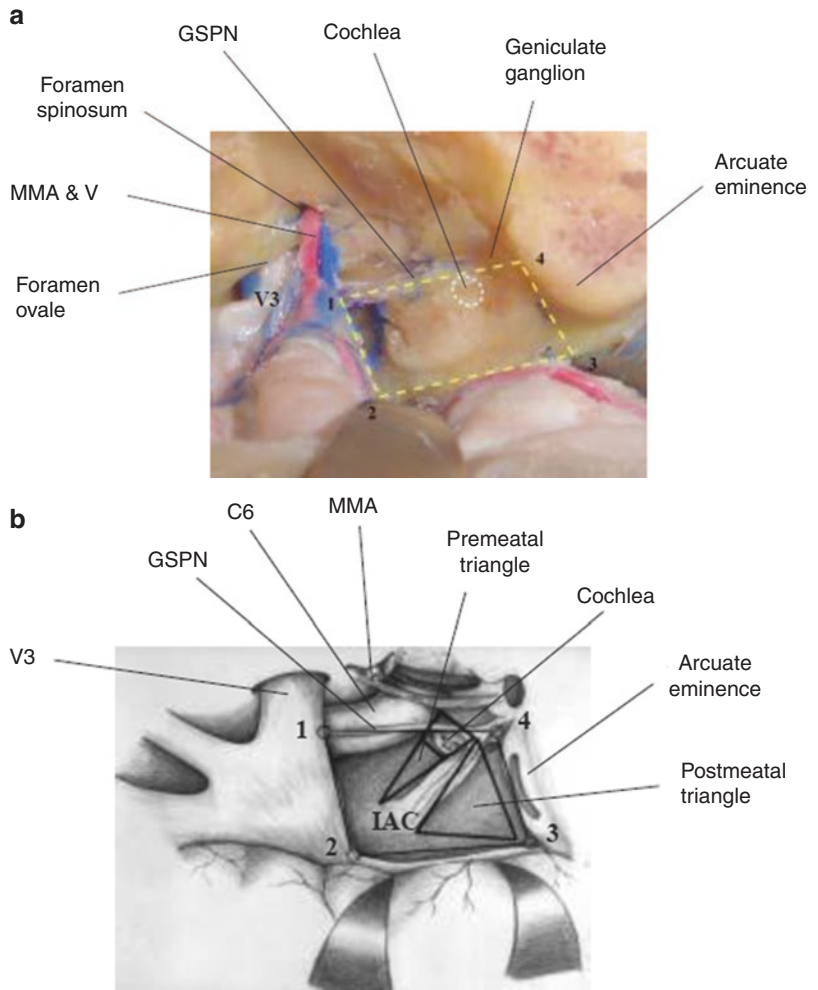 a
GSPN
Cochlea
Geniculate
ganglion
Foramen
spinosum
Arcuate
eminence
MMA & V
Foramen
ovale
V3
1
4
3
2
b
C6
MMA
GSPN
Premeatal
triangle
Cochlea
V3
Arcuate
eminence
1
4
Postmeatal
triangle
IAC
2
3